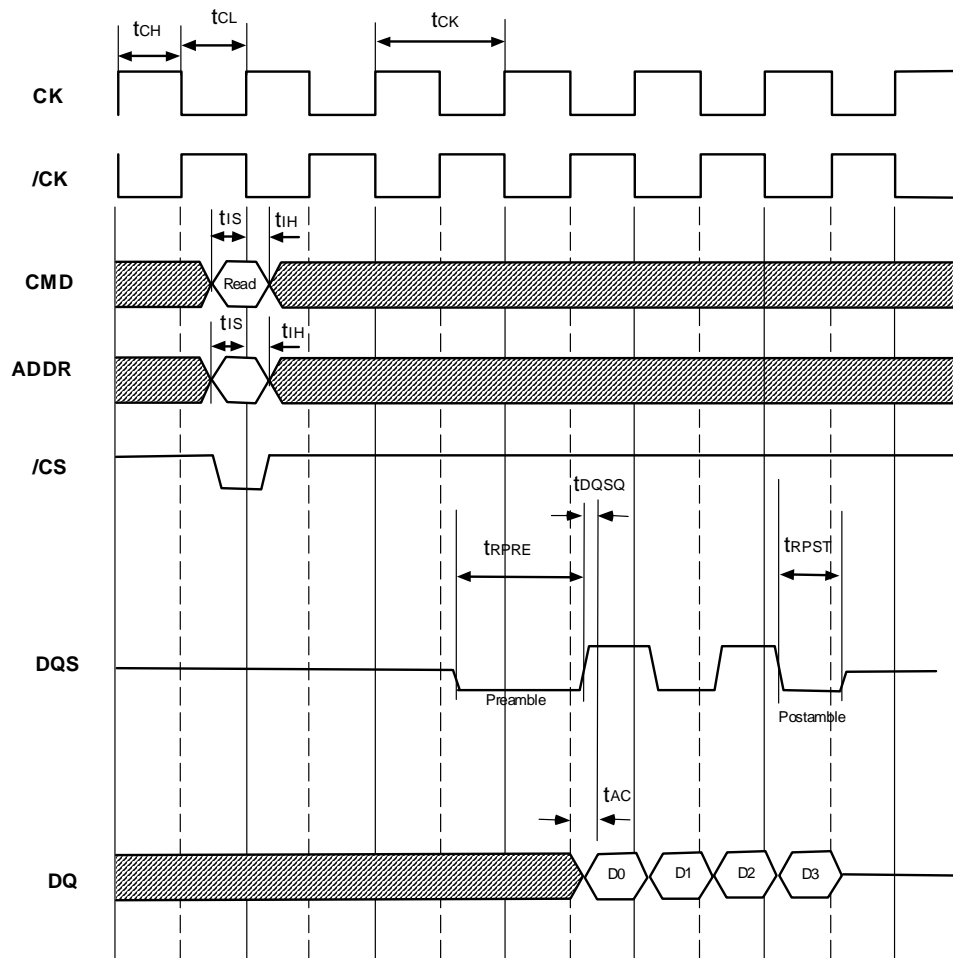 tCH tCL tCK
CK
/CK
tIS tIH
CMD Read
tIS tIH
ADDR
/CS
tDQSQ
tRPRE tRPST
DQS
Preamble Postamble
tAC
DQ D0 D1 D2 D3